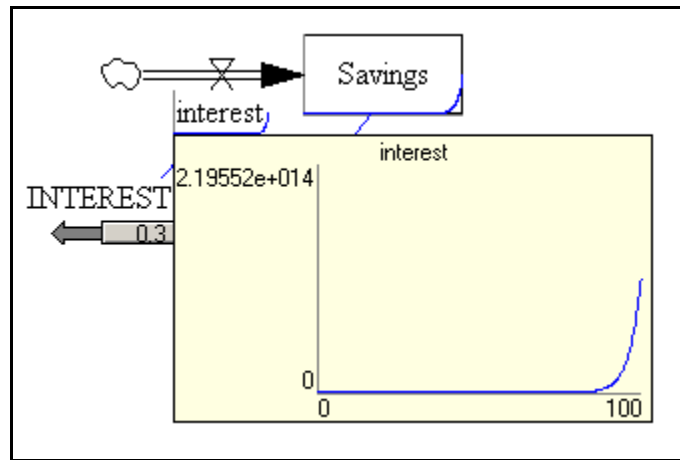 Savings
interest
interest
2.19552e+014
INTEREST
0.3
0
0
100